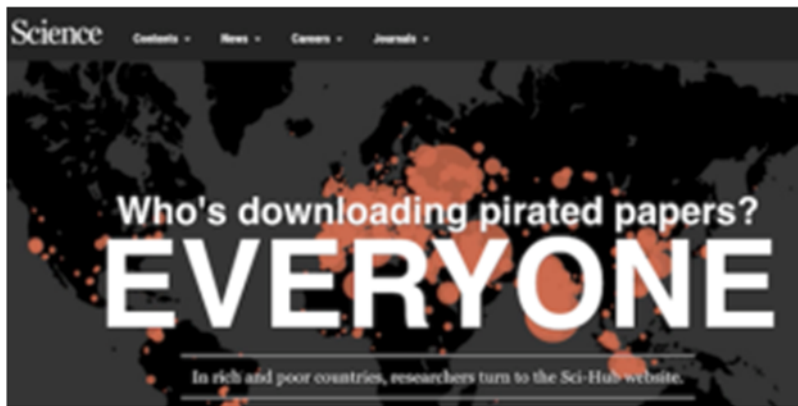 Science Contents News Careers Journals
Who's downloading pirated papers?
EVERYONE
In rich and poor countries, researchers turn to the Sci-Hub website.